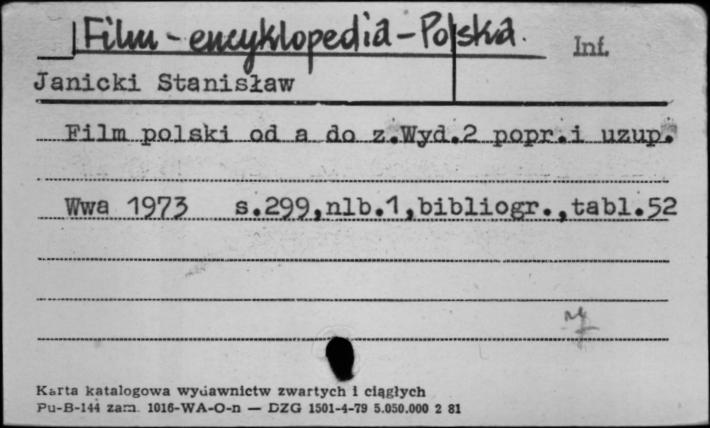 Film - encyklopedia - Polska. Inf.
Janicki Stanisław
Film polski od a do z.Wyd.2 popr.i uzup.
Wwa 1973 s.299,nlb.1,bibliogr.,tabl.52
Karta katalogowa wydawnictw zwartych i ciągłych
Pu-B-144 zam. 1016-WA-O-n — DZG 1501-4-79 5.050.000 2 81